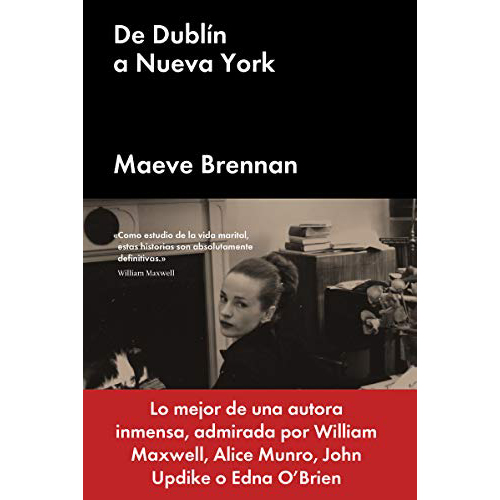 De Dublín
a Nueva York
Maeve Brennan
«Como estudio de la vida marital,
estas historias son absolutamente
definitivas.»
William Maxwell
Lo mejor de una autora
inmensa, admirada por William
Maxwell, Alice Munro, John
Updike o Edna O’Brien